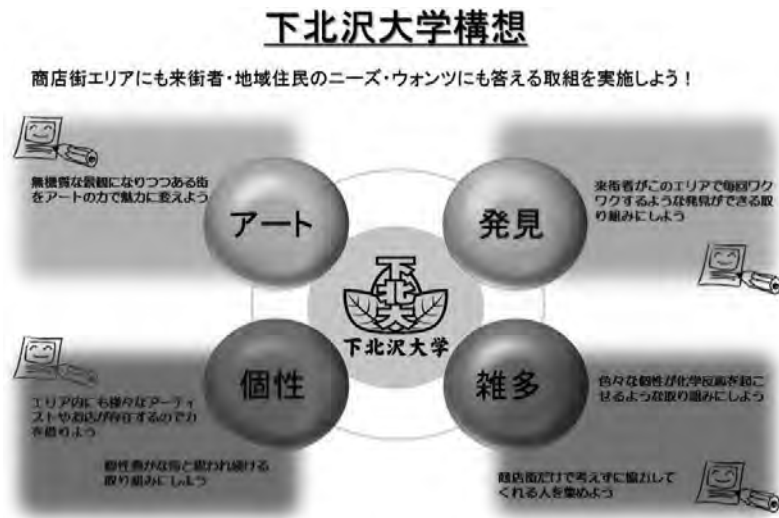 下北沢大学構想
商店街エリアにも来街者・地域住民のニーズ・ウォンツにも答える取組を実施しよう！
無機質な景観になりつつある街
をアートの力で魅力に変えよう
アート
発見
来街者がこのエリアで毎回ワク
ワクするような発見ができる取
り組みにしよう
下北大
下北沢大学
個性
雑多
エリア内にも様々なアーティ
ストやお店が存在するので力
を借りよう
個性豊かな街と思われ続ける
取り組みにしよう
色々な個性が化学反応を起こ
せるような取り組みにしよう
商店街だけで考えずに協力して
くれる人を集めよう